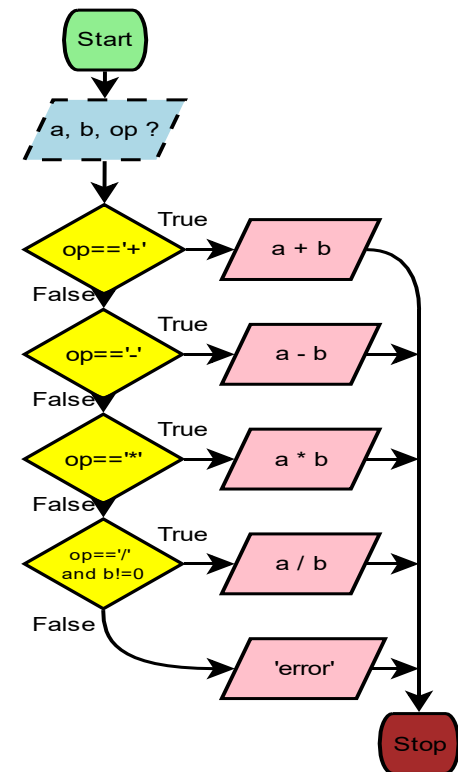 Start
a, b, op ?
True
op=='+'
a + b
False
True
op=='-'
a - b
False
True
op=='*'
a * b
False
True
op=='/'
and b!=0
a / b
False
'error'
Stop